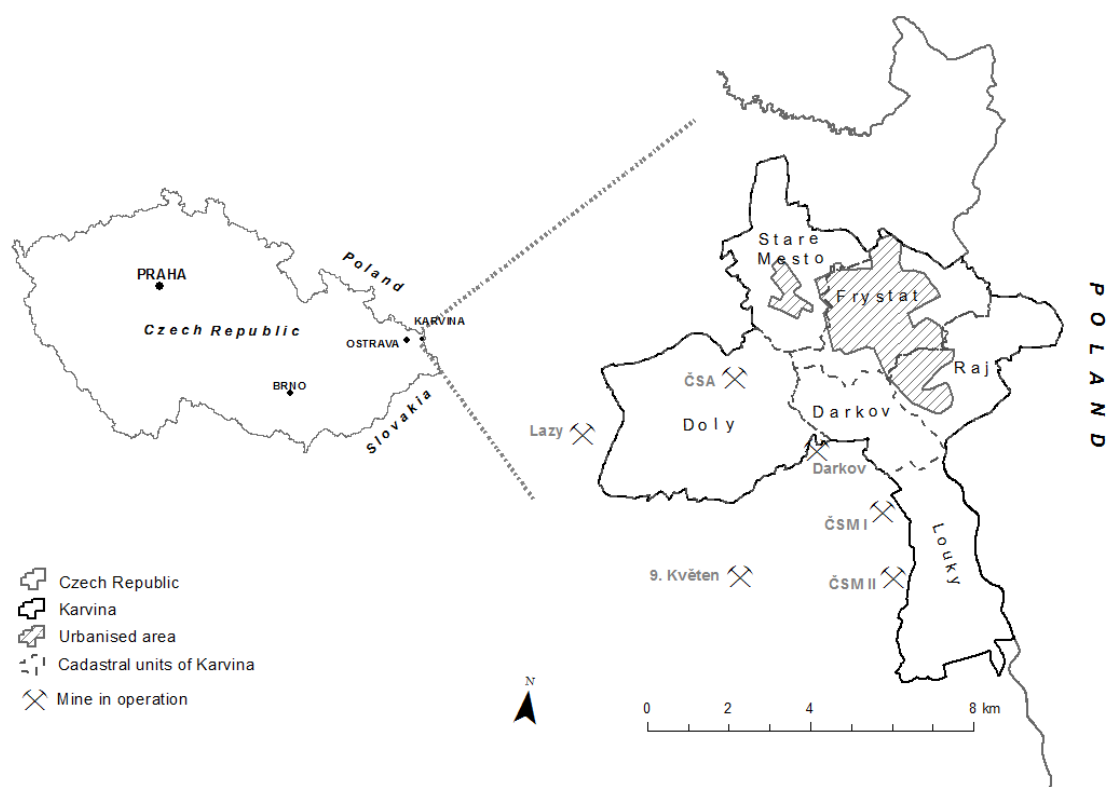 PRAHA
Czech Republic
BRNO
OSTRAVA
KARVINA
Poland
Slovakia
Stare
Mesto
Frystat
Raj
Darkov
Doly
Louky
POLAND
ČSA
Lazy
Darkov
ČSM I
9. Květen
ČSM II
Czech Republic
Karvina
Urbanised area
Cadastral units of Karvina
Mine in operation
N
0 2 4 8 km